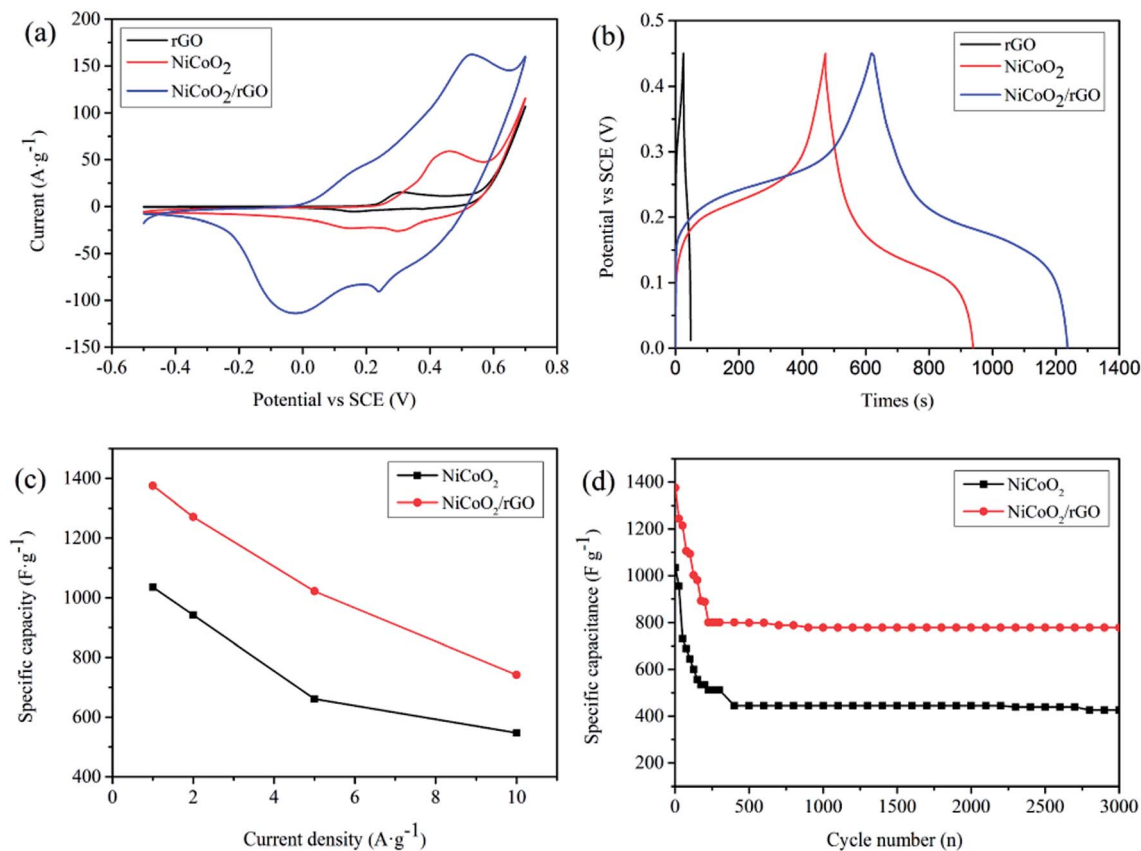 (a)
rGO
NiCoO₂
NiCoO₂/rGO
200
150
100
50
0
-50
-100
-150
Current (A·g⁻¹)
-0.6 -0.4 -0.2 0.0 0.2 0.4 0.6 0.8
Potential vs SCE (V)
(b)
rGO
NiCoO₂
NiCoO₂/rGO
0.5
0.4
0.3
0.2
0.1
0.0
Potential vs SCE (V)
0 200 400 600 800 1000 1200 1400
Times (s)
(c)
NiCoO₂
NiCoO₂/rGO
1400
1200
1000
800
600
400
Specific capacity (F·g⁻¹)
0 2 4 6 8 10
Current density (A·g⁻¹)
(d)
NiCoO₂
NiCoO₂/rGO
1400
1200
1000
800
600
400
200
Specific capacitance (F g⁻¹)
0 500 1000 1500 2000 2500 3000
Cycle number (n)